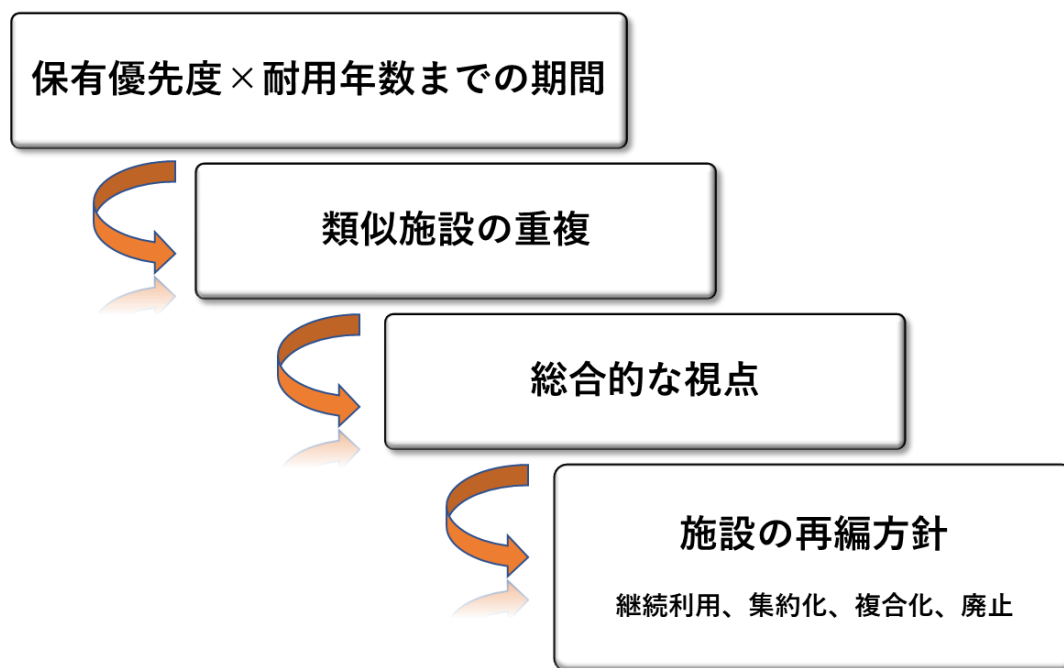 保有優先度×耐用年数までの期間
類似施設の重複
総合的な視点
施設の再編方針
継続利用、集約化、複合化、廃止